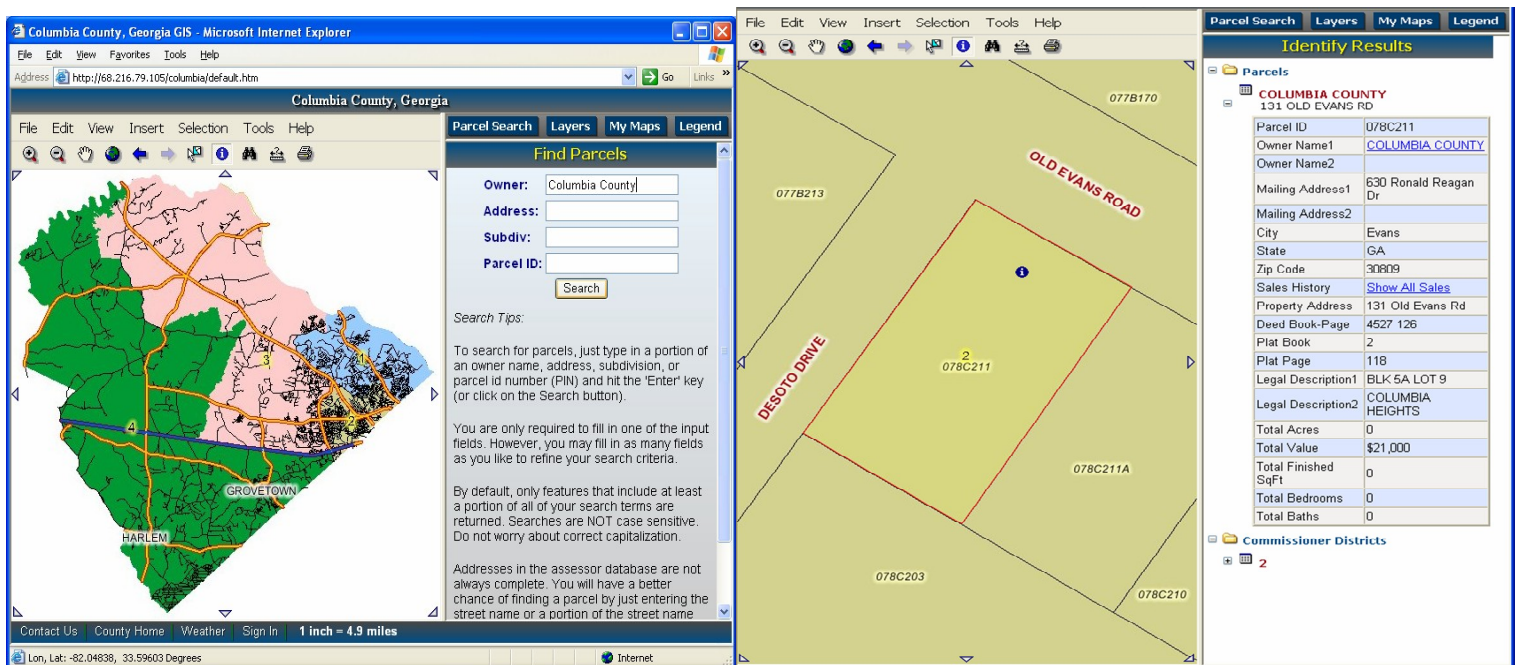 Columbia County, Georgia GIS - Microsoft Internet Explorer
File Edit View Favorites Tools Help
Address http://68.216.79.105/columbia/default.htm Go Links »
Columbia County, Georgia
File Edit View Insert Selection Tools Help
Parcel Search Layers My Maps Legend
Find Parcels
Owner: Columbia County
Address:
Subdiv:
Parcel ID:
Search
Search Tips:
To search for parcels, just type in a portion of
an owner name, address, subdivision, or
parcel id number (PIN) and hit the 'Enter' key
(or click on the Search button).
You are only required to fill in one of the input
fields. However, you may fill in as many fields
as you like to refine your search criteria.
By default, only features that include at least
a portion of all of your search terms are
returned. Searches are NOT case sensitive.
Do not worry about correct capitalization.
Addresses in the assessor database are not
always complete. You will have a better
chance of finding a parcel by just entering the
street name or a portion of the street name
3
1
2
4
GROVETOWN
HARLEM
Contact Us County Home Weather Sign In 1 inch = 4.9 miles
Lon, Lat: -82.04838, 33.59603 Degrees
Internet
File Edit View Insert Selection Tools Help
077B170
OLD EVANS ROAD
077B213
DESOTO DRIVE
2
078C211
078C211A
078C203
078C210
Parcel Search Layers My Maps Legend
Identify Results
Parcels
COLUMBIA COUNTY
131 OLD EVANS RD
Parcel ID 078C211
Owner Name1 COLUMBIA COUNTY
Owner Name2
Mailing Address1 630 Ronald Reagan
Dr
Mailing Address2
City Evans
State GA
Zip Code 30809
Sales History Show All Sales
Property Address 131 Old Evans Rd
Deed Book-Page 4527 126
Plat Book 2
Plat Page 118
Legal Description1 BLK 5A LOT 9
Legal Description2 COLUMBIA
HEIGHTS
Total Acres 0
Total Value $21,000
Total Finished
SqFt 0
Total Bedrooms 0
Total Baths 0
Commissioner Districts
2